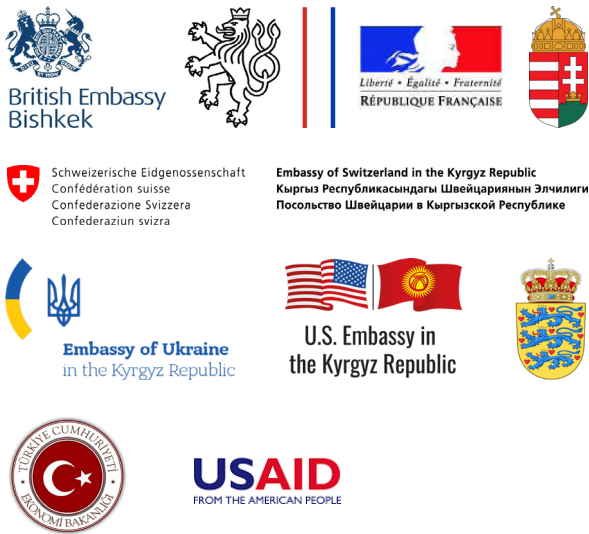 British Embassy
Bishkek
Liberté • Égalité • Fraternité
RÉPUBLIQUE FRANÇAISE
Schweizerische Eidgenossenschaft
Confédération suisse
Confederazione Svizzera
Confederaziun svizra
Embassy of Switzerland in the Kyrgyz Republic
Кыргыз Республикасындагы Швейцариянын Элчилиги
Посольство Швейцарии в Кыргызской Республике
Embassy of Ukraine
in the Kyrgyz Republic
U.S. Embassy in
the Kyrgyz Republic
TÜRKİYE CUMHURİYETİ
EKONOMİ BAKANLIĞI
USAID
FROM THE AMERICAN PEOPLE